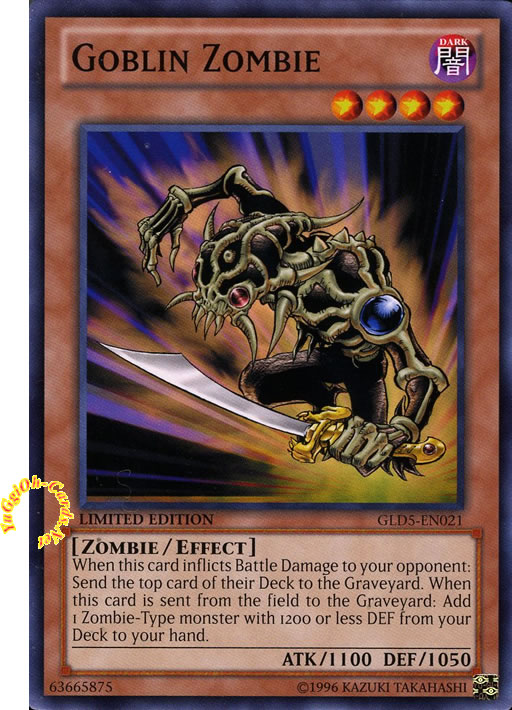 GOBLIN ZOMBIE
DARK
闇
LIMITED EDITION
GLD5-EN021
[ZOMBIE / EFFECT]
When this card inflicts Battle Damage to your opponent:
Send the top card of their Deck to the Graveyard. When
this card is sent from the field to the Graveyard: Add
1 Zombie-Type monster with 1200 or less DEF from your
Deck to your hand.
ATK/1100 DEF/1050
63665875
©1996 KAZUKI TAKAHASHI
YuGgiOh-Cards.Net